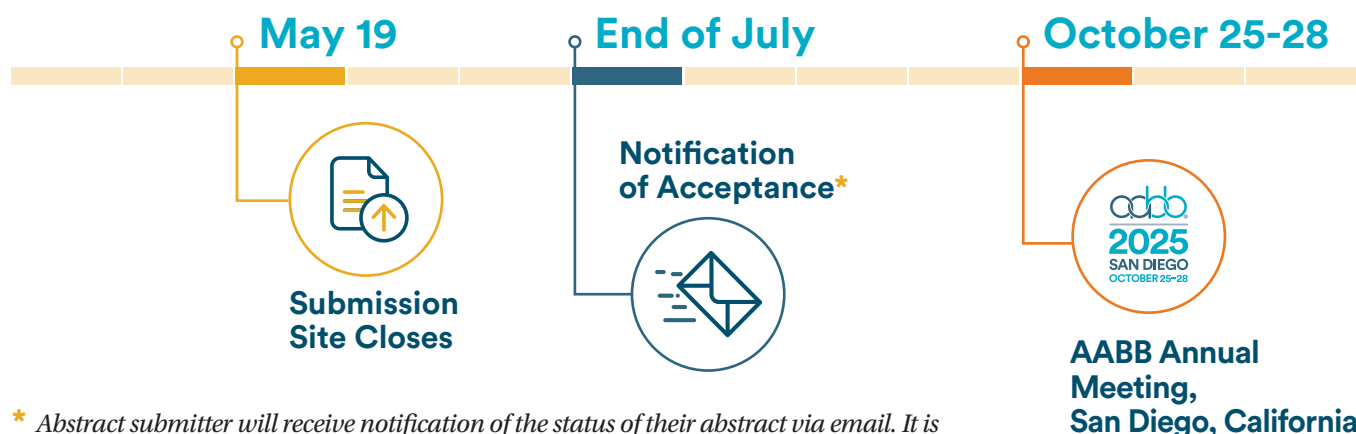 May 19
End of July
October 25-28
Submission
Site Closes
Notification
of Acceptance*
aabb
2025
SAN DIEGO
OCTOBER 25-28
AABB Annual
Meeting,
San Diego, California
* Abstract submitter will receive notification of the status of their abstract via email. It is